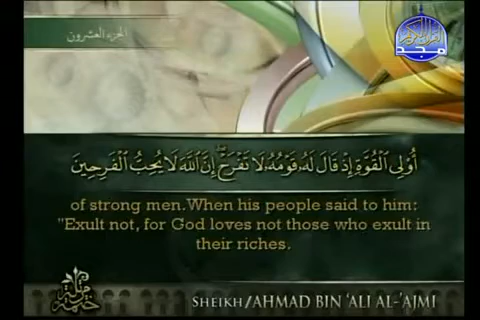 الجزء العشرون
أُوْلِى الْقُوَّةِ إِذْ قَالَ لَهُۥ قَوْمُهُۥ لَا تَفْرَحْ ۖ إِنَّ اللَّهَ لَا يُحِبُّ الْفَرِحِينَ
of strong men.When his people said to him:
"Exult not, for God loves not those who exult in
their riches.
SHEIKH/AHMAD BIN 'ALI AL-'AJMI